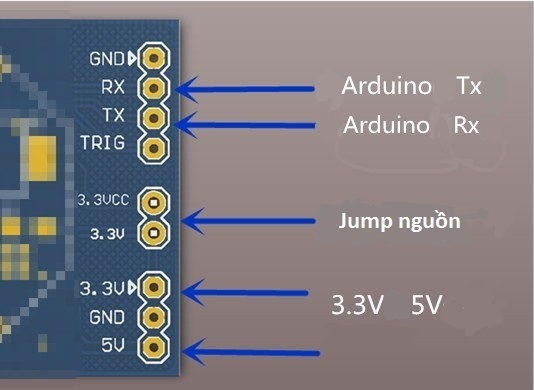 GND
RX
Arduino Tx
TX
Arduino Rx
TRIG
3.3VCC
Jump nguồn
3.3V
3.3V
3.3V 5V
GND
5V